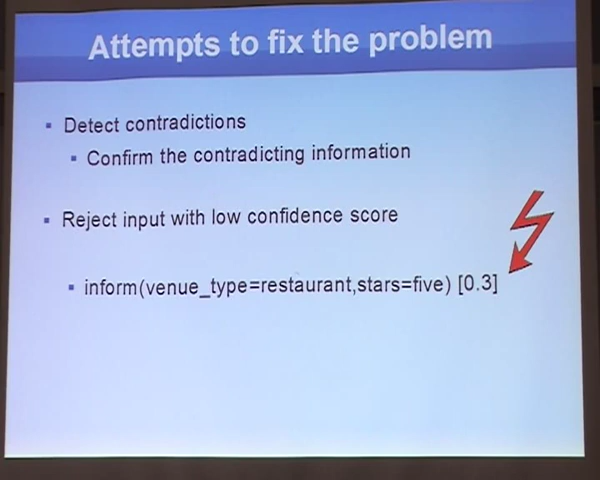 Attempts to fix the problem
Detect contradictions
Confirm the contradicting information
Reject input with low confidence score
inform(venue_type=restaurant,stars=five) [0.3]